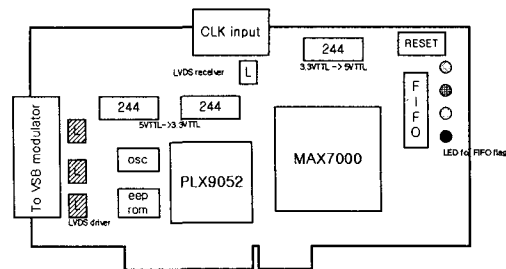 CLK input
244
RESET
LVDS receiver
L
3.3VTTL -> 5VTTL
244
244
5VTTL->3.3VTTL
FIFO
To VSB modulator
L
L
L
osc
eep
rom
PLX9052
MAX7000
LED for FIFO flag
LVDS driver